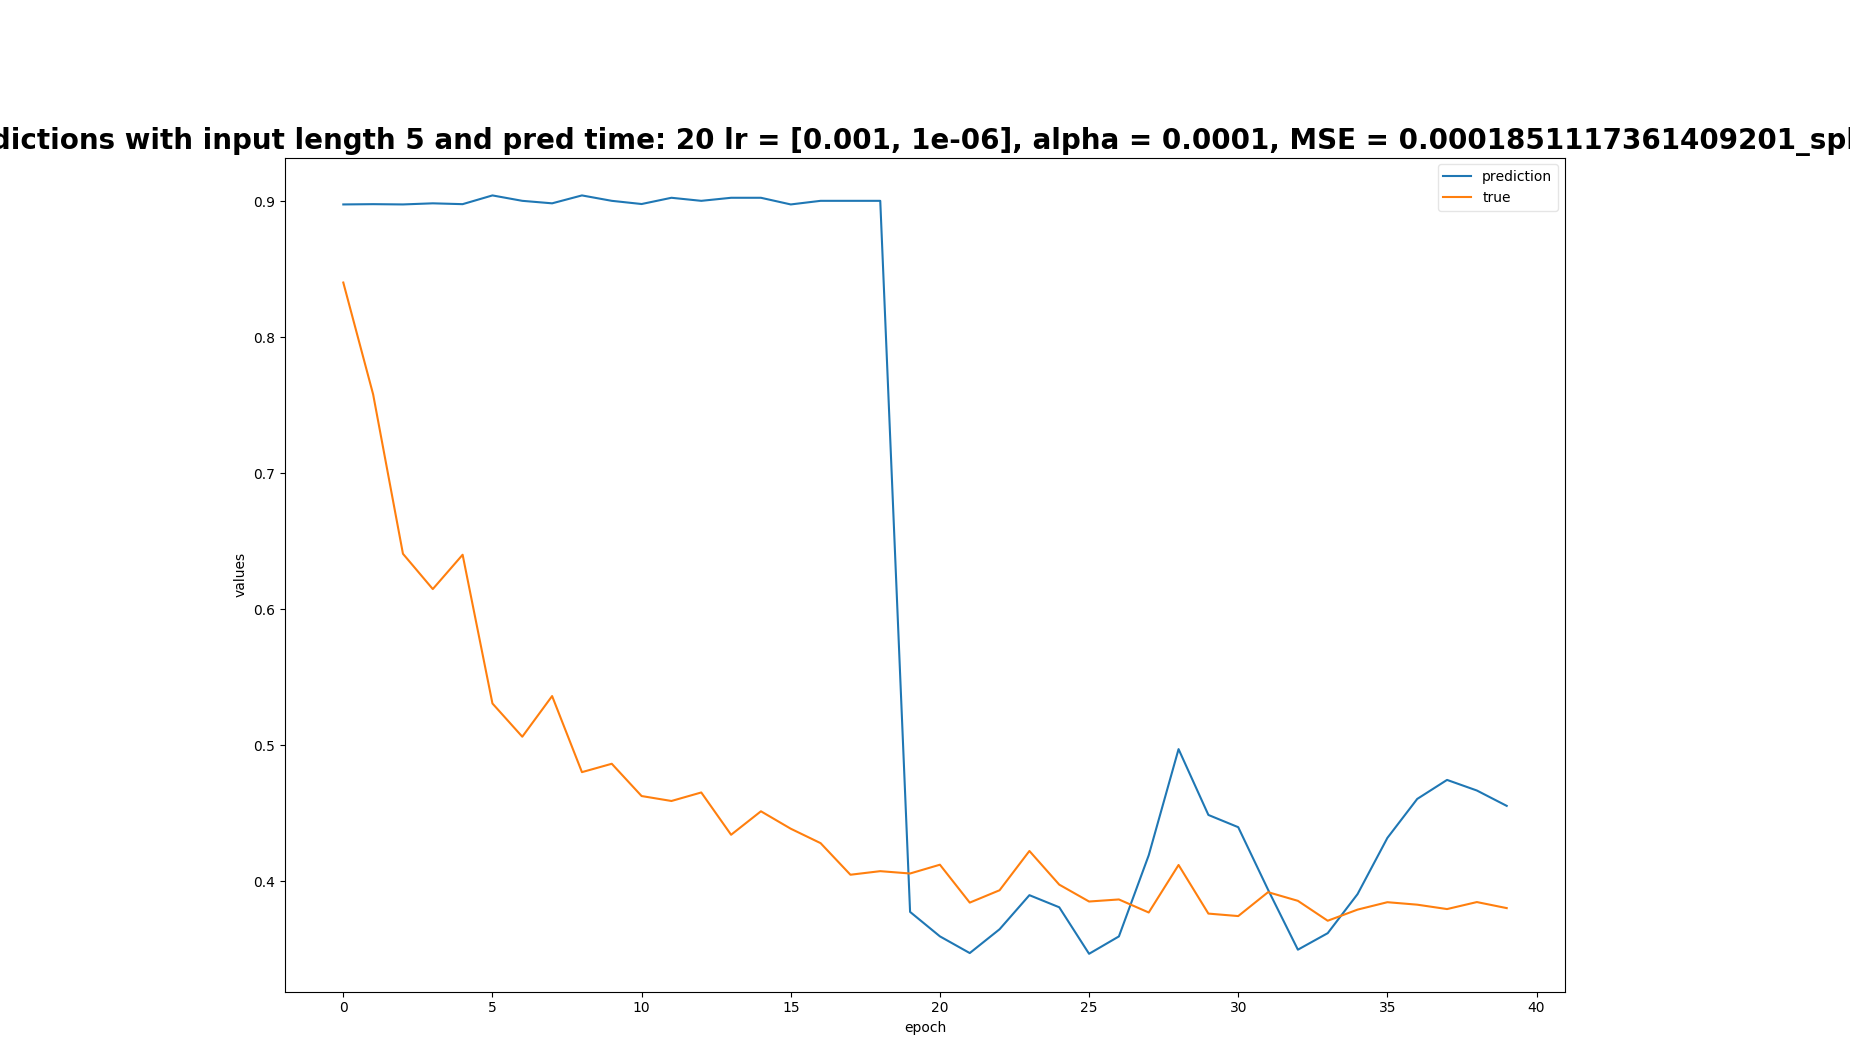 dictions with input length 5 and pred time: 20 lr = [0.001, 1e-06], alpha = 0.0001, MSE = 0.0001851117361409201_spl
prediction
true
0.9
0.8
0.7
0.6
0.5
0.4
values
0 5 10 15 20 25 30 35 40
epoch